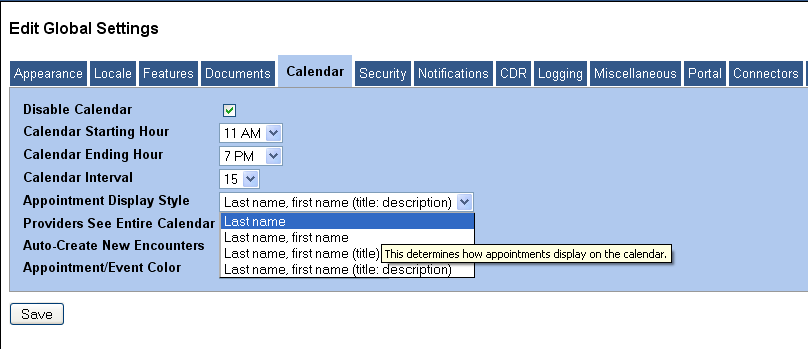 Edit Global Settings
Appearance Locale Features Documents Calendar Security Notifications CDR Logging Miscellaneous Portal Connectors
Disable Calendar
Calendar Starting Hour 11 AM
Calendar Ending Hour 7 PM
Calendar Interval 15
Appointment Display Style Last name, first name (title: description)
Providers See Entire Calendar Last name
Last name, first name
Auto-Create New Encounters Last name, first name (title) This determines how appointments display on the calendar.
Appointment/Event Color Last name, first name (title: description)
Save